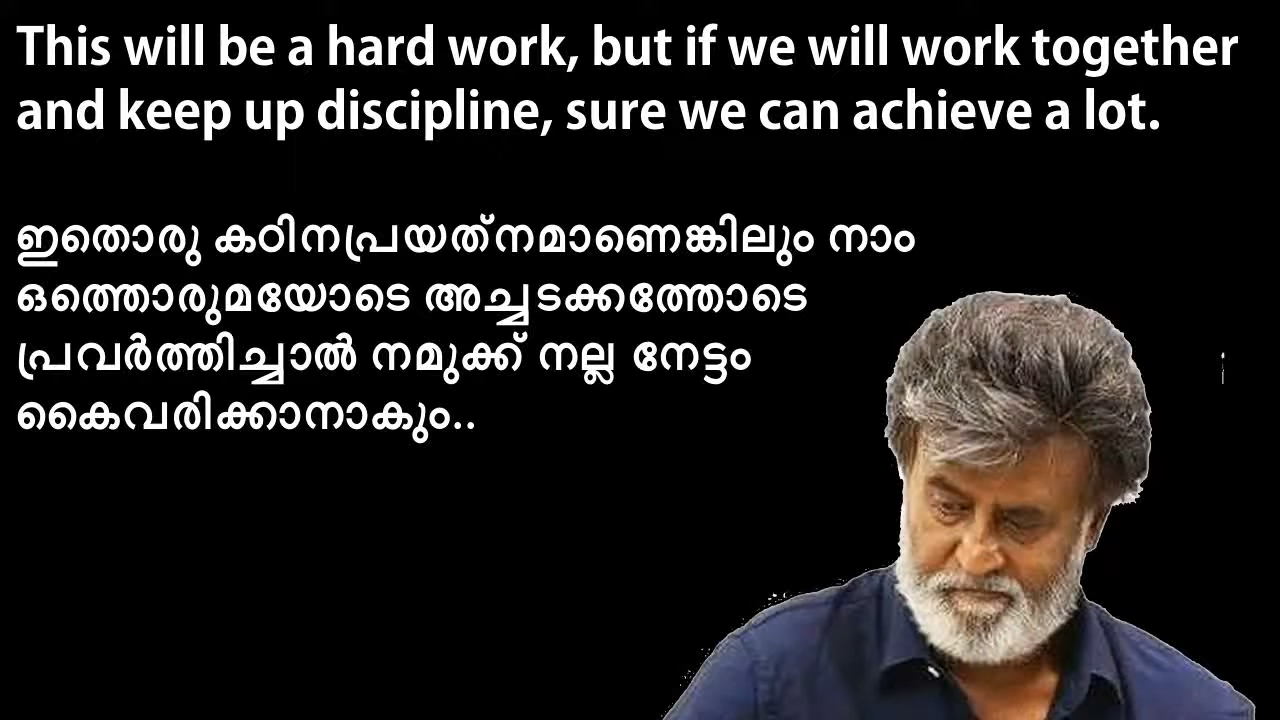 This will be a hard work, but if we will work together
and keep up discipline, sure we can achieve a lot.
ഇതൊരു കഠിനപ്രയത്നമാണെങ്കിലും നാം
ഒത്തൊരുമയോടെ അച്ചടക്കത്തോടെ
പ്രവർത്തിച്ചാൽ നമുക്ക് നല്ല നേട്ടം
കൈവരിക്കാനാകും..